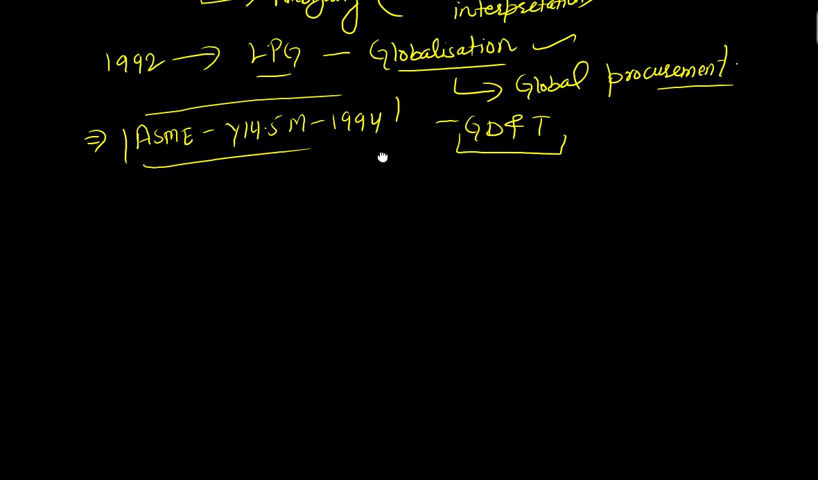 interpretation
1992 → LPG – Globalisation ✓
↳ Global procurement.
⇒ |ASME – Y14.5M – 1994| – GD&T